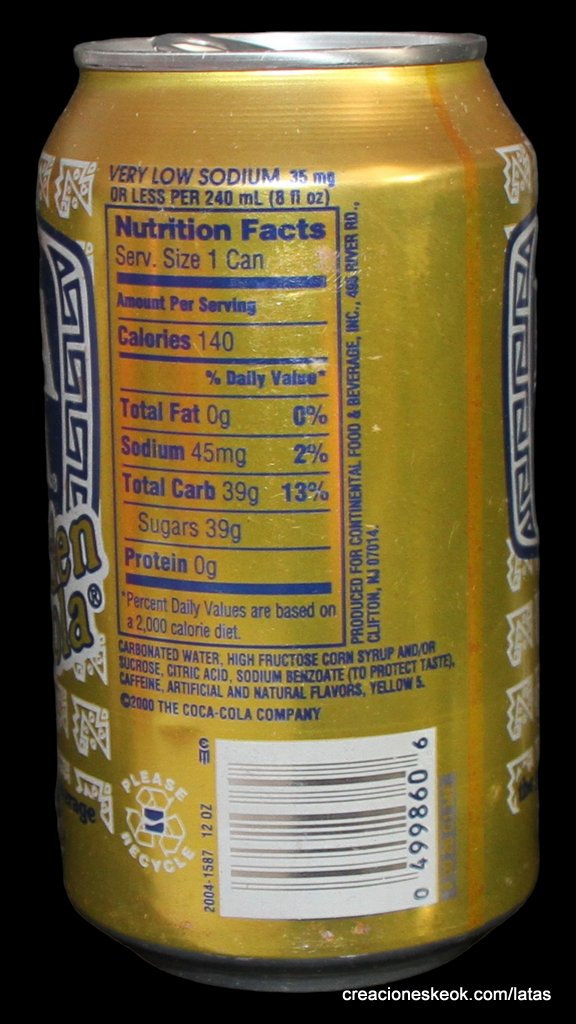 VERY LOW SODIUM 35 mg
OR LESS PER 240 mL (8 fl oz)
Nutrition Facts
Serv. Size 1 Can
Amount Per Serving
Calories 140
% Daily Value*
Total Fat 0g 0%
Sodium 45mg 2%
Total Carb 39g 13%
Sugars 39g
Protein 0g
*Percent Daily Values are based on
a 2,000 calorie diet.
PRODUCED FOR CONTINENTAL FOOD & BEVERAGE, INC., 495 RIVER RD.,
CLIFTON, NJ 07014.
CARBONATED WATER, HIGH FRUCTOSE CORN SYRUP AND/OR
SUCROSE, CITRIC ACID, SODIUM BENZOATE (TO PROTECT TASTE),
CAFFEINE, ARTIFICIAL AND NATURAL FLAVORS, YELLOW 5.
©2000 THE COCA-COLA COMPANY
PLEASE
RECYCLE
2004-1587 12 OZ
0 499860 6
creacioneskeok.com/latas